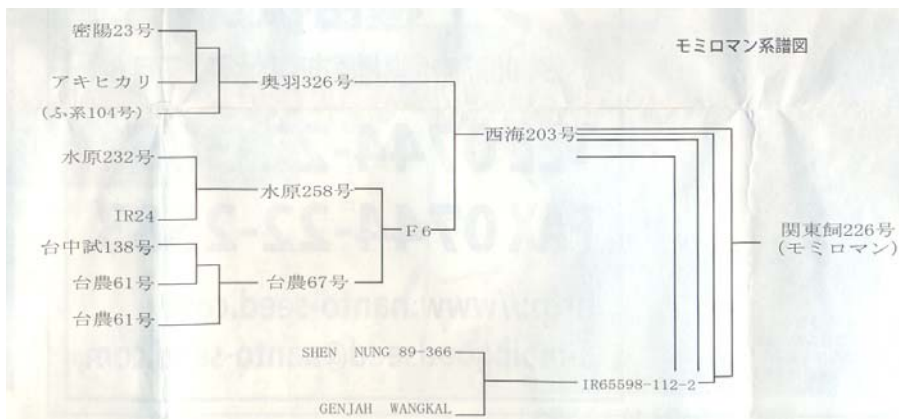 モミロマン系譜図
密陽23号
アキヒカリ
(ふ系104号)
奥羽326号
西海203号
水原232号
IR24
水原258号
F6
台中試138号
台農61号
台農67号
台農61号
関東飼226号
(モミロマン)
SHEN NUNG 89-366
GENJAH WANGKAL
IR65598-112-2